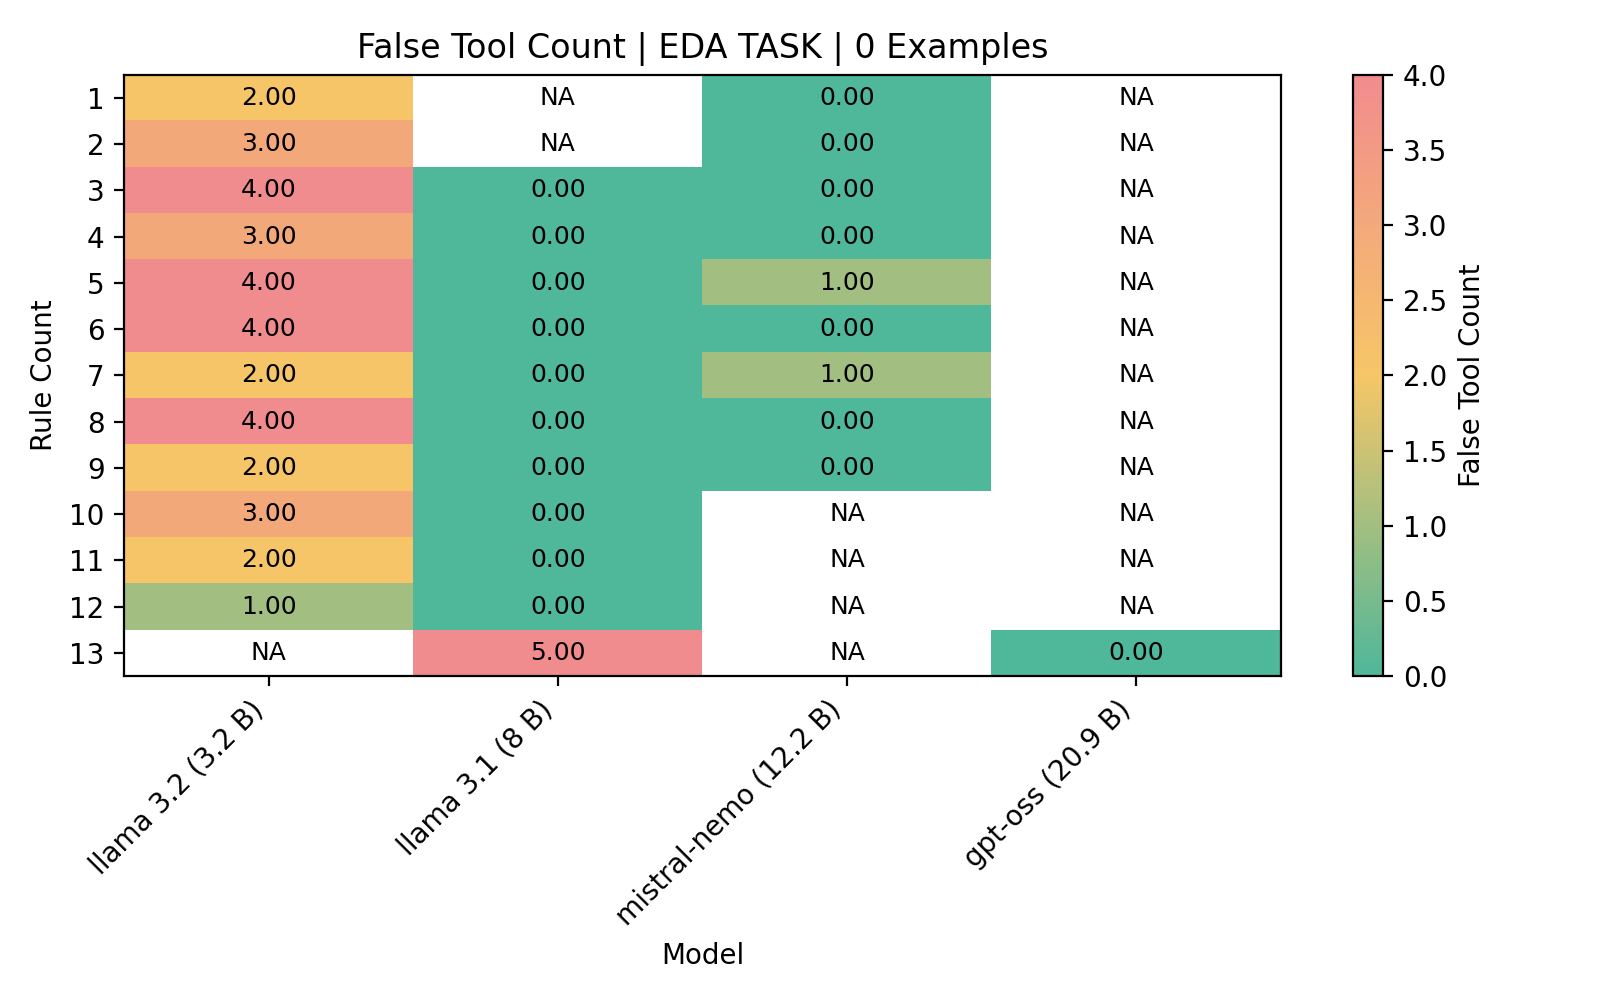 False Tool Count | EDA TASK | 0 Examples
Rule Count
1 2.00 NA 0.00 NA
2 3.00 NA 0.00 NA
3 4.00 0.00 0.00 NA
4 3.00 0.00 0.00 NA
5 4.00 0.00 1.00 NA
6 4.00 0.00 0.00 NA
7 2.00 0.00 1.00 NA
8 4.00 0.00 0.00 NA
9 2.00 0.00 0.00 NA
10 3.00 0.00 NA NA
11 2.00 0.00 NA NA
12 1.00 0.00 NA NA
13 NA 5.00 NA 0.00
llama 3.2 (3.2 B)
llama 3.1 (8 B)
mistral-nemo (12.2 B)
gpt-oss (20.9 B)
Model
4.0
3.5
3.0
2.5
2.0
1.5
1.0
0.5
0.0
False Tool Count